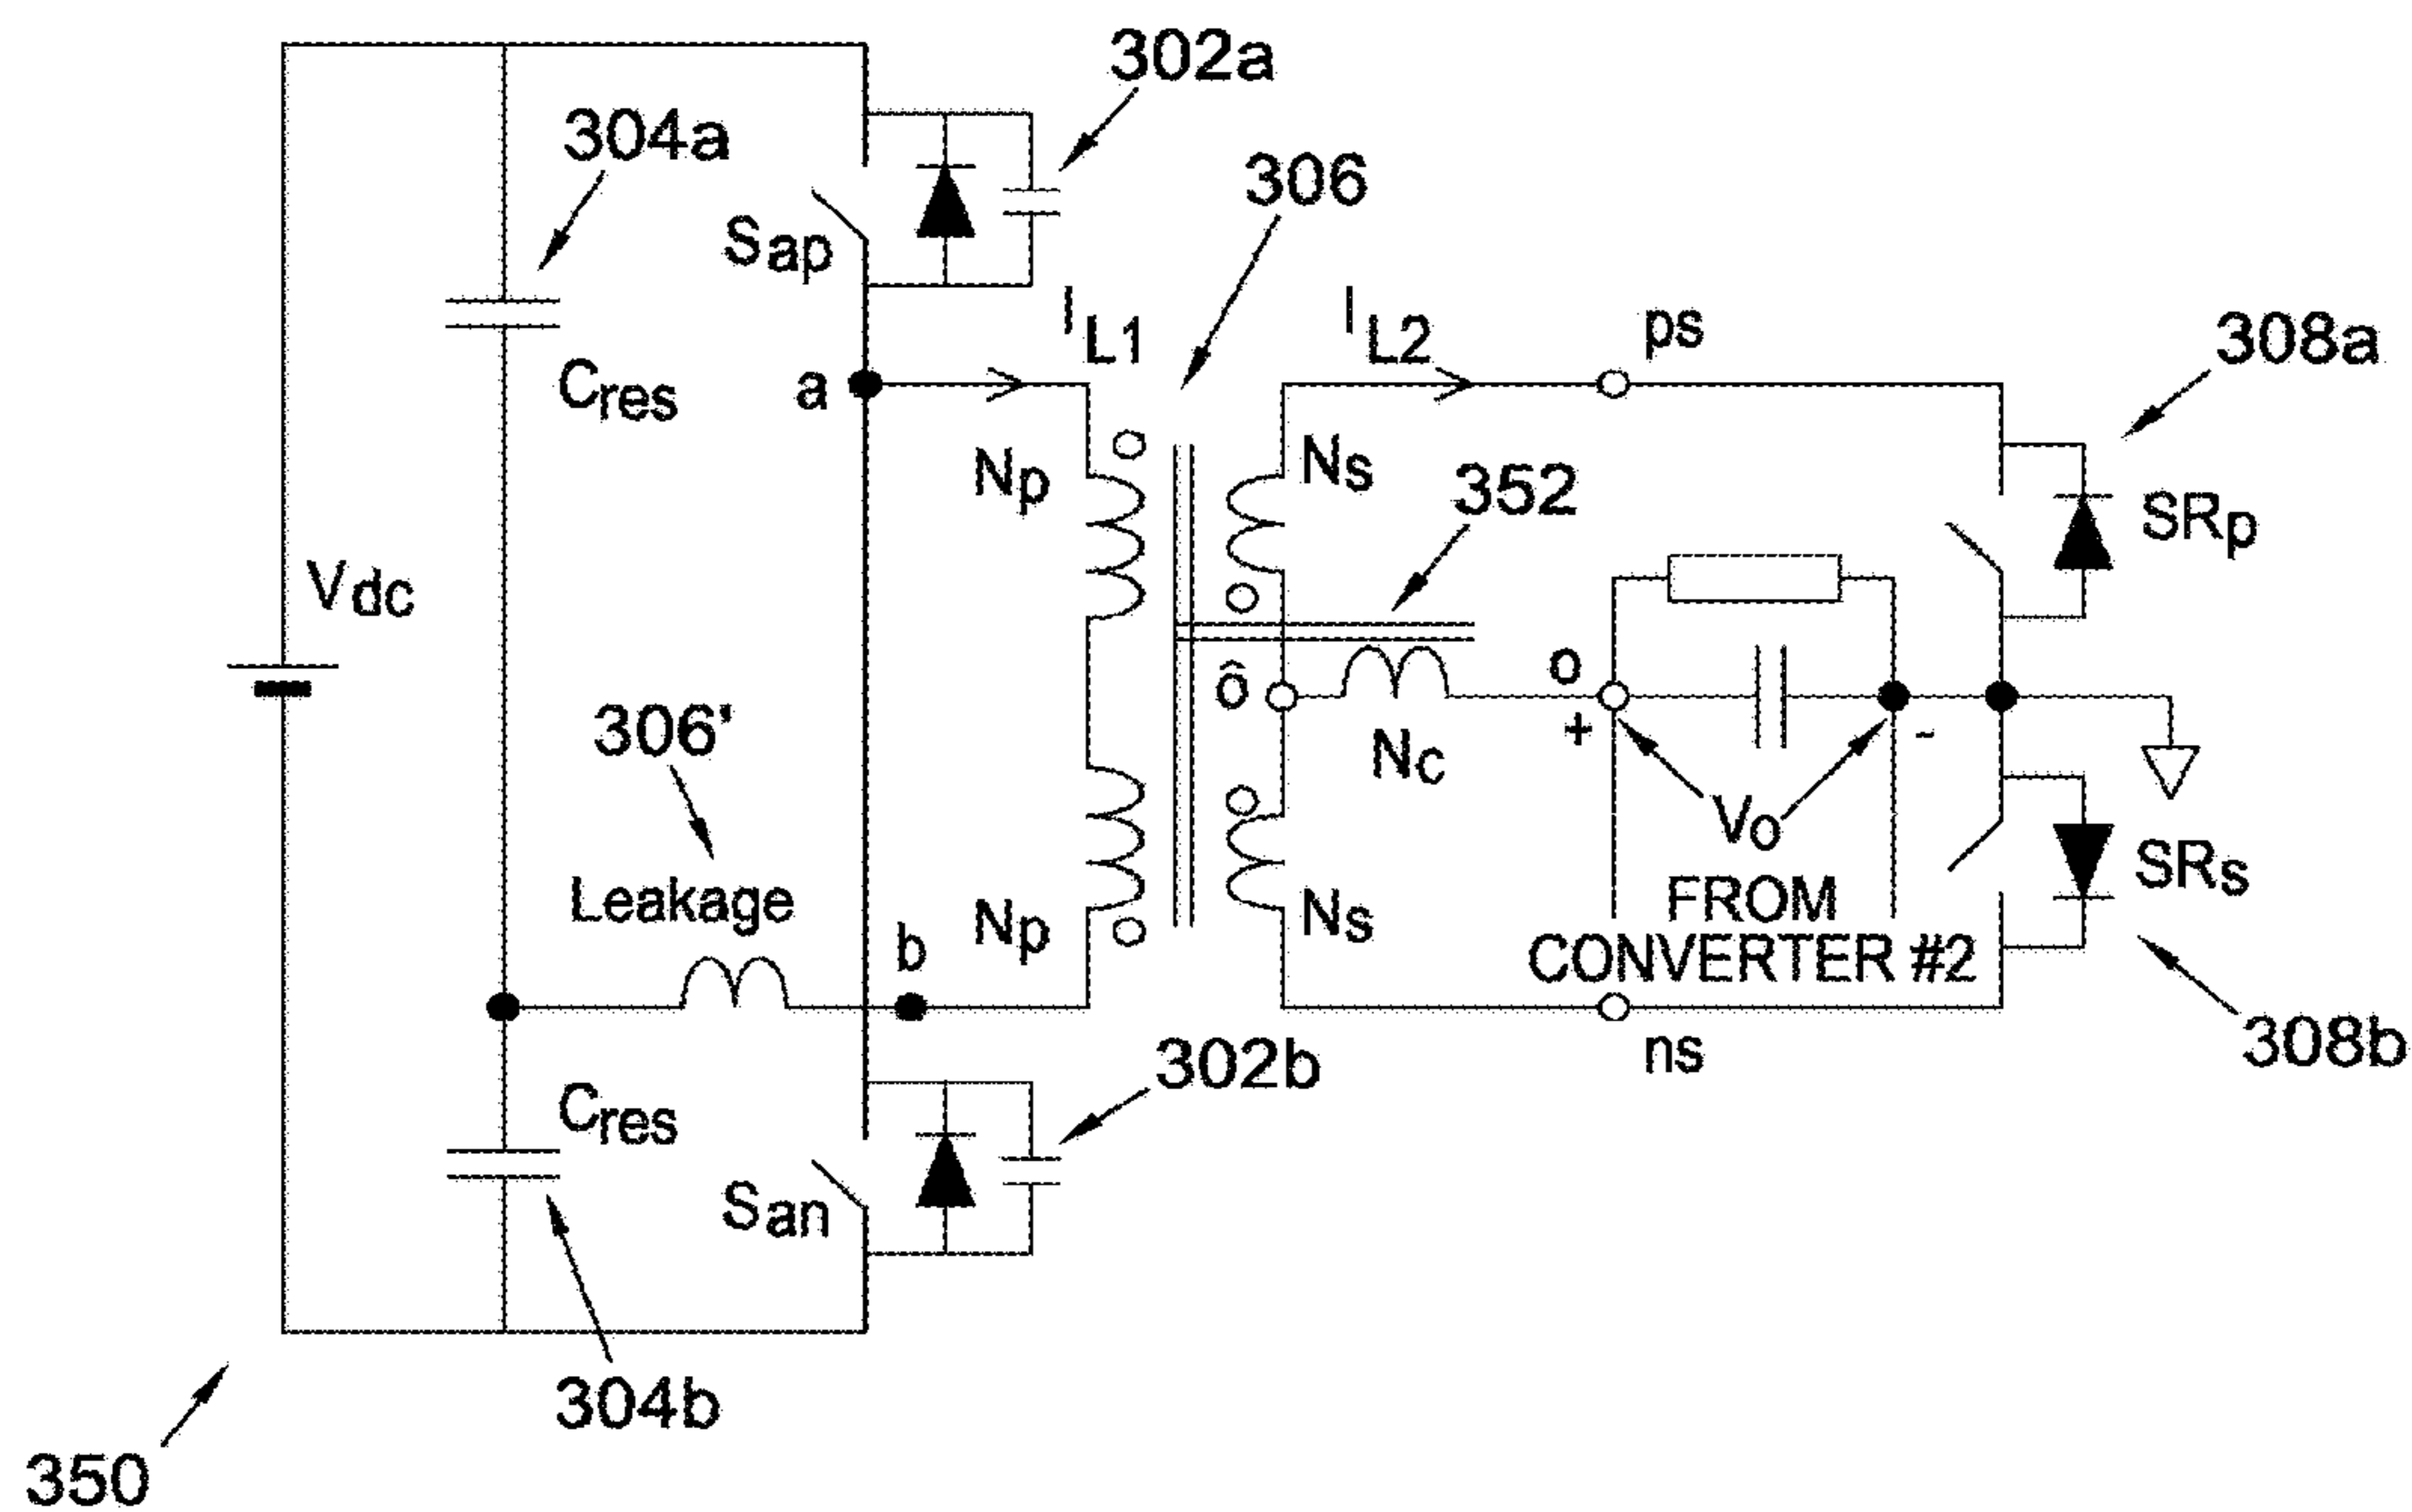 302a
304a
306
Sap
IL1
IL2
ps
308a
Cres
a
Np
Ns
352
SRp
Vdc
ô
o
+
-
306'
Nc
Vo
Leakage
b
Np
Ns
FROM
CONVERTER #2
SRs
Cres
San
302b
ns
308b
304b
350